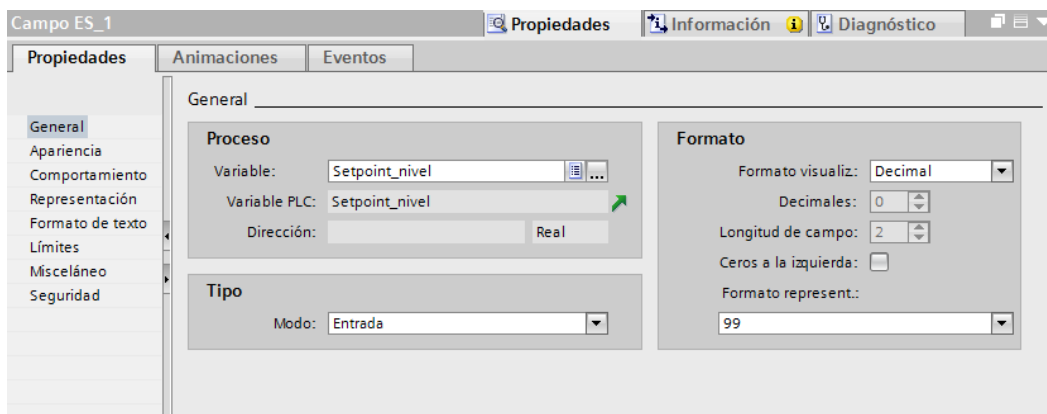 Campo ES_1
Propiedades Información Diagnóstico
Propiedades Animaciones Eventos
General
General
Apariencia
Comportamiento
Representación
Formato de texto
Límites
Misceláneo
Seguridad
Proceso
Variable: Setpoint_nivel
Variable PLC: Setpoint_nivel
Dirección: Real
Tipo
Modo: Entrada
Formato
Formato visualiz.: Decimal
Decimales: 0
Longitud de campo: 2
Ceros a la izquierda:
Formato represent.:
99